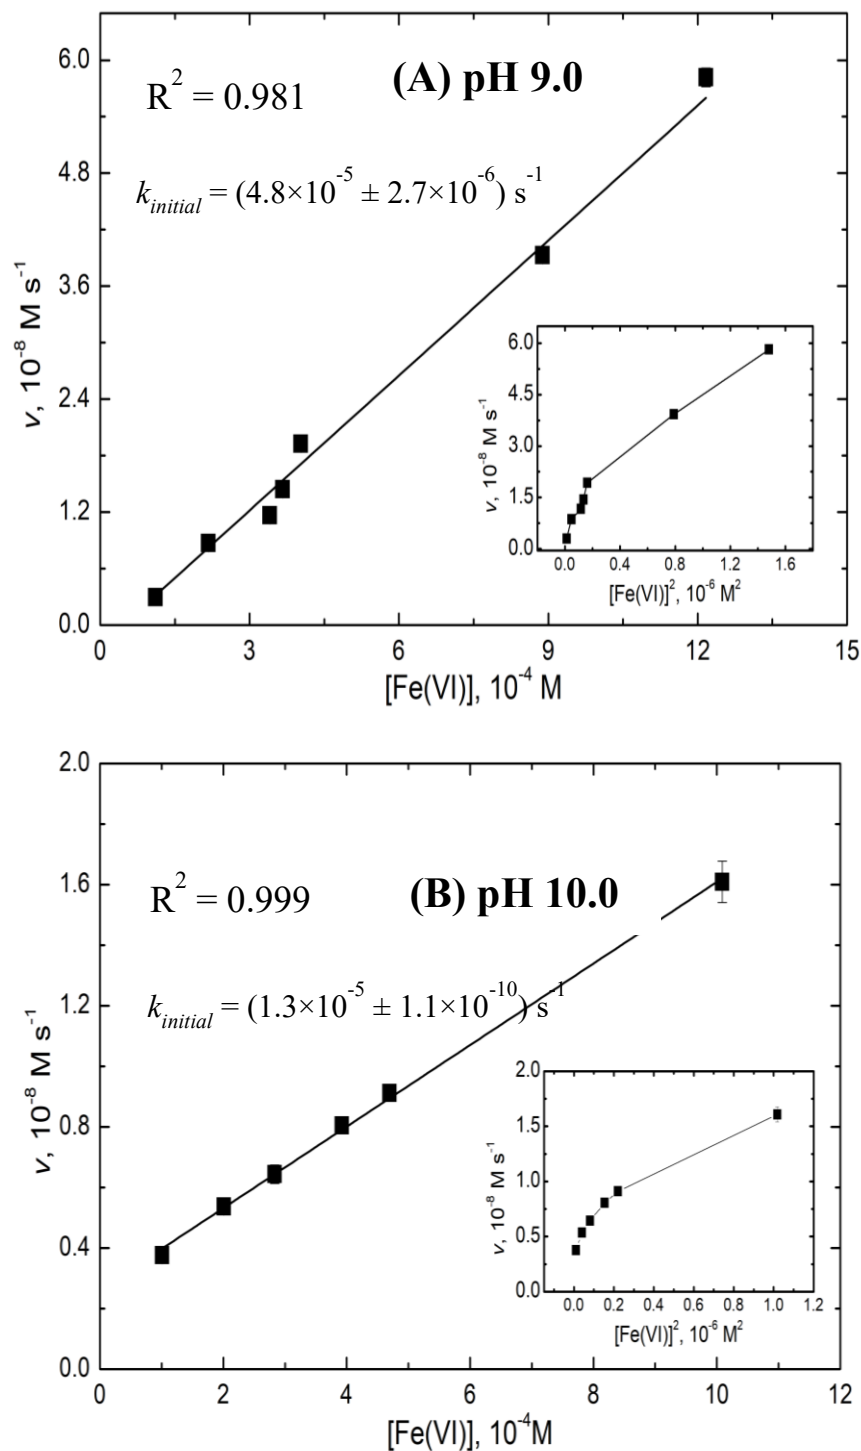 (A) pH 9.0
R² = 0.981
k_initial = (4.8×10⁻⁵ ± 2.7×10⁻⁶) s⁻¹
6.0
4.8
3.6
2.4
1.2
0.0
v, 10⁻⁸ M s⁻¹
0 3 6 9 12 15
[Fe(VI)], 10⁻⁴ M
6.0
4.5
3.0
1.5
0.0
v, 10⁻⁸ M s⁻¹
0.0 0.4 0.8 1.2 1.6
[Fe(VI)]², 10⁻⁶ M²
2.0
1.6
1.2
0.8
0.4
0.0
R² = 0.999
(B) pH 10.0
k_initial = (1.3×10⁻⁵ ± 1.1×10⁻¹⁰) s⁻¹
v, 10⁻⁸ M s⁻¹
0 2 4 6 8 10 12
[Fe(VI)], 10⁻⁴M
2.0
1.5
1.0
0.5
0.0
v, 10⁻⁸ M s⁻¹
0.0 0.2 0.4 0.6 0.8 1.0 1.2
[Fe(VI)]², 10⁻⁶ M²